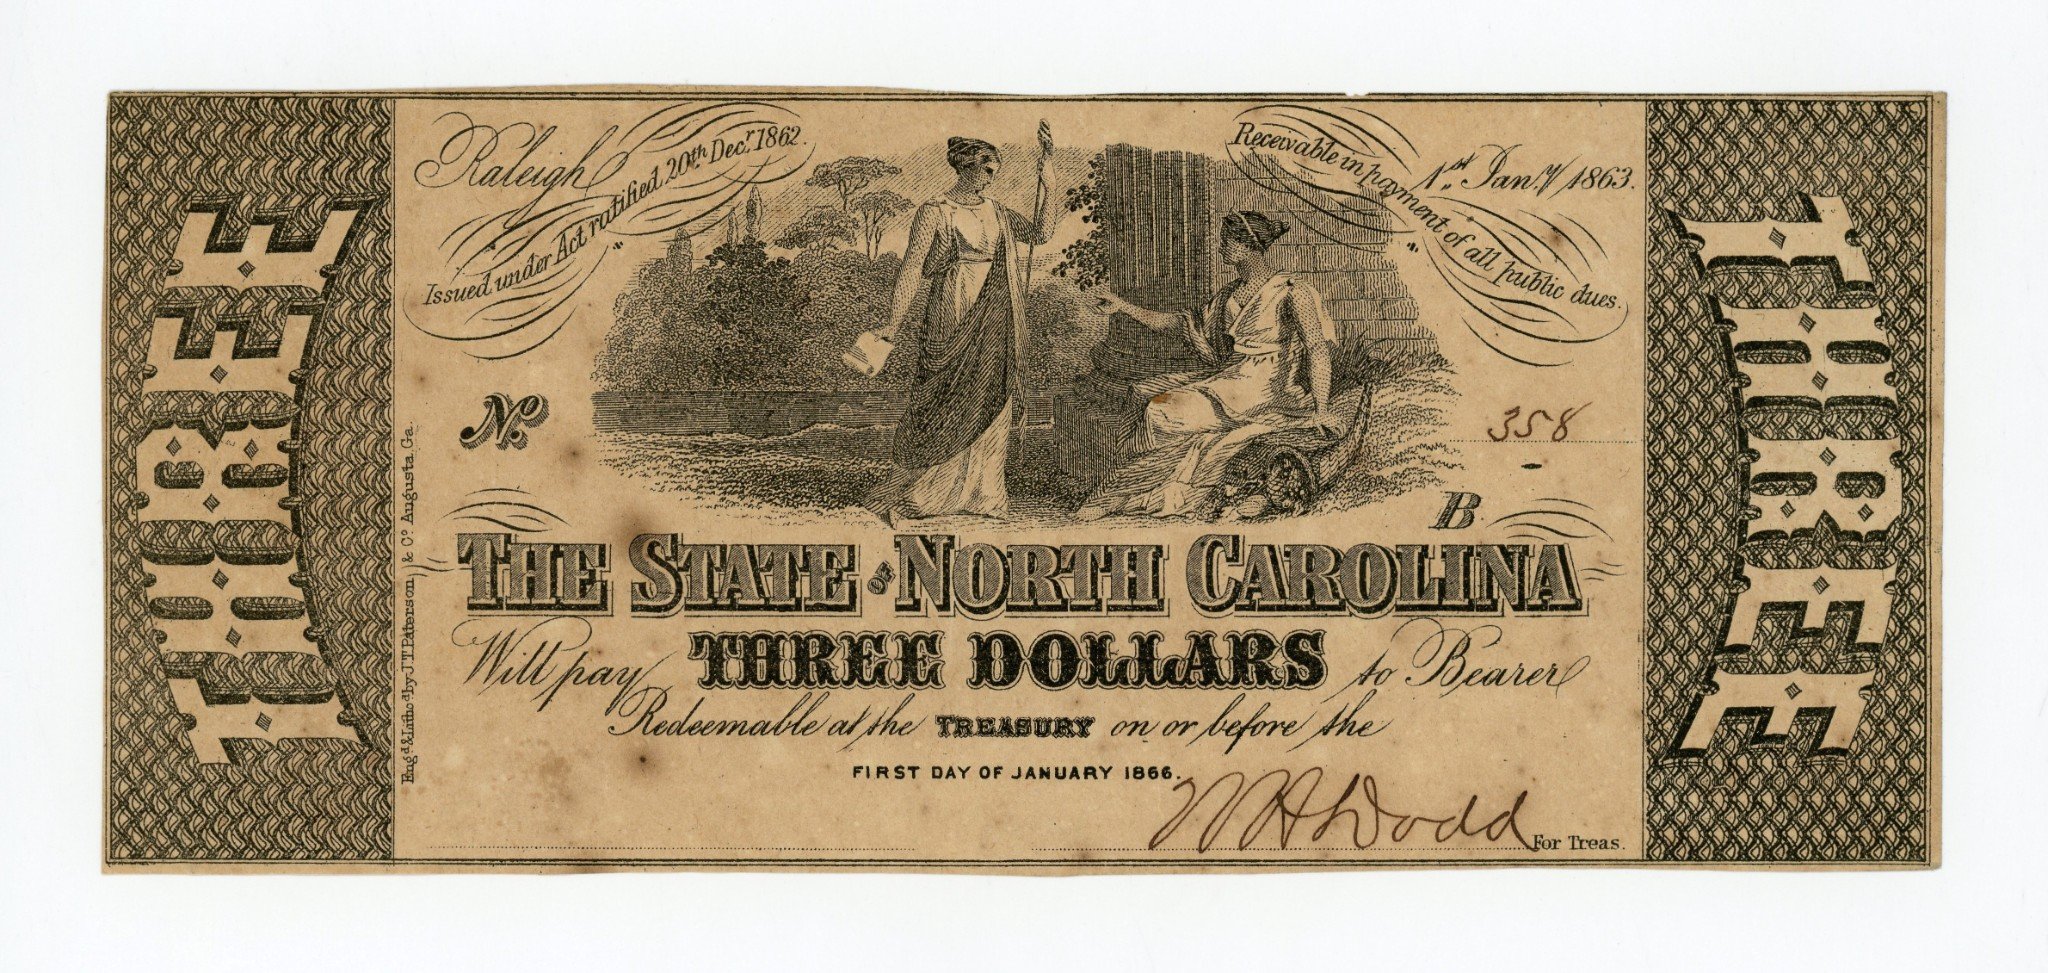 THREE
Raleigh
Issued under Act ratified 20th Decr. 1862.
Receivable in payment of all public dues.
1st Jany 1863.
No.
358
B
THE STATE OF NORTH CAROLINA
Will pay THREE DOLLARS to Bearer
Redeemable at the TREASURY on or before the
FIRST DAY OF JANUARY 1866.
W H Dodd
For Treas.
Engd & Lithod by J T Paterson & Co Augusta Ga.
THREE